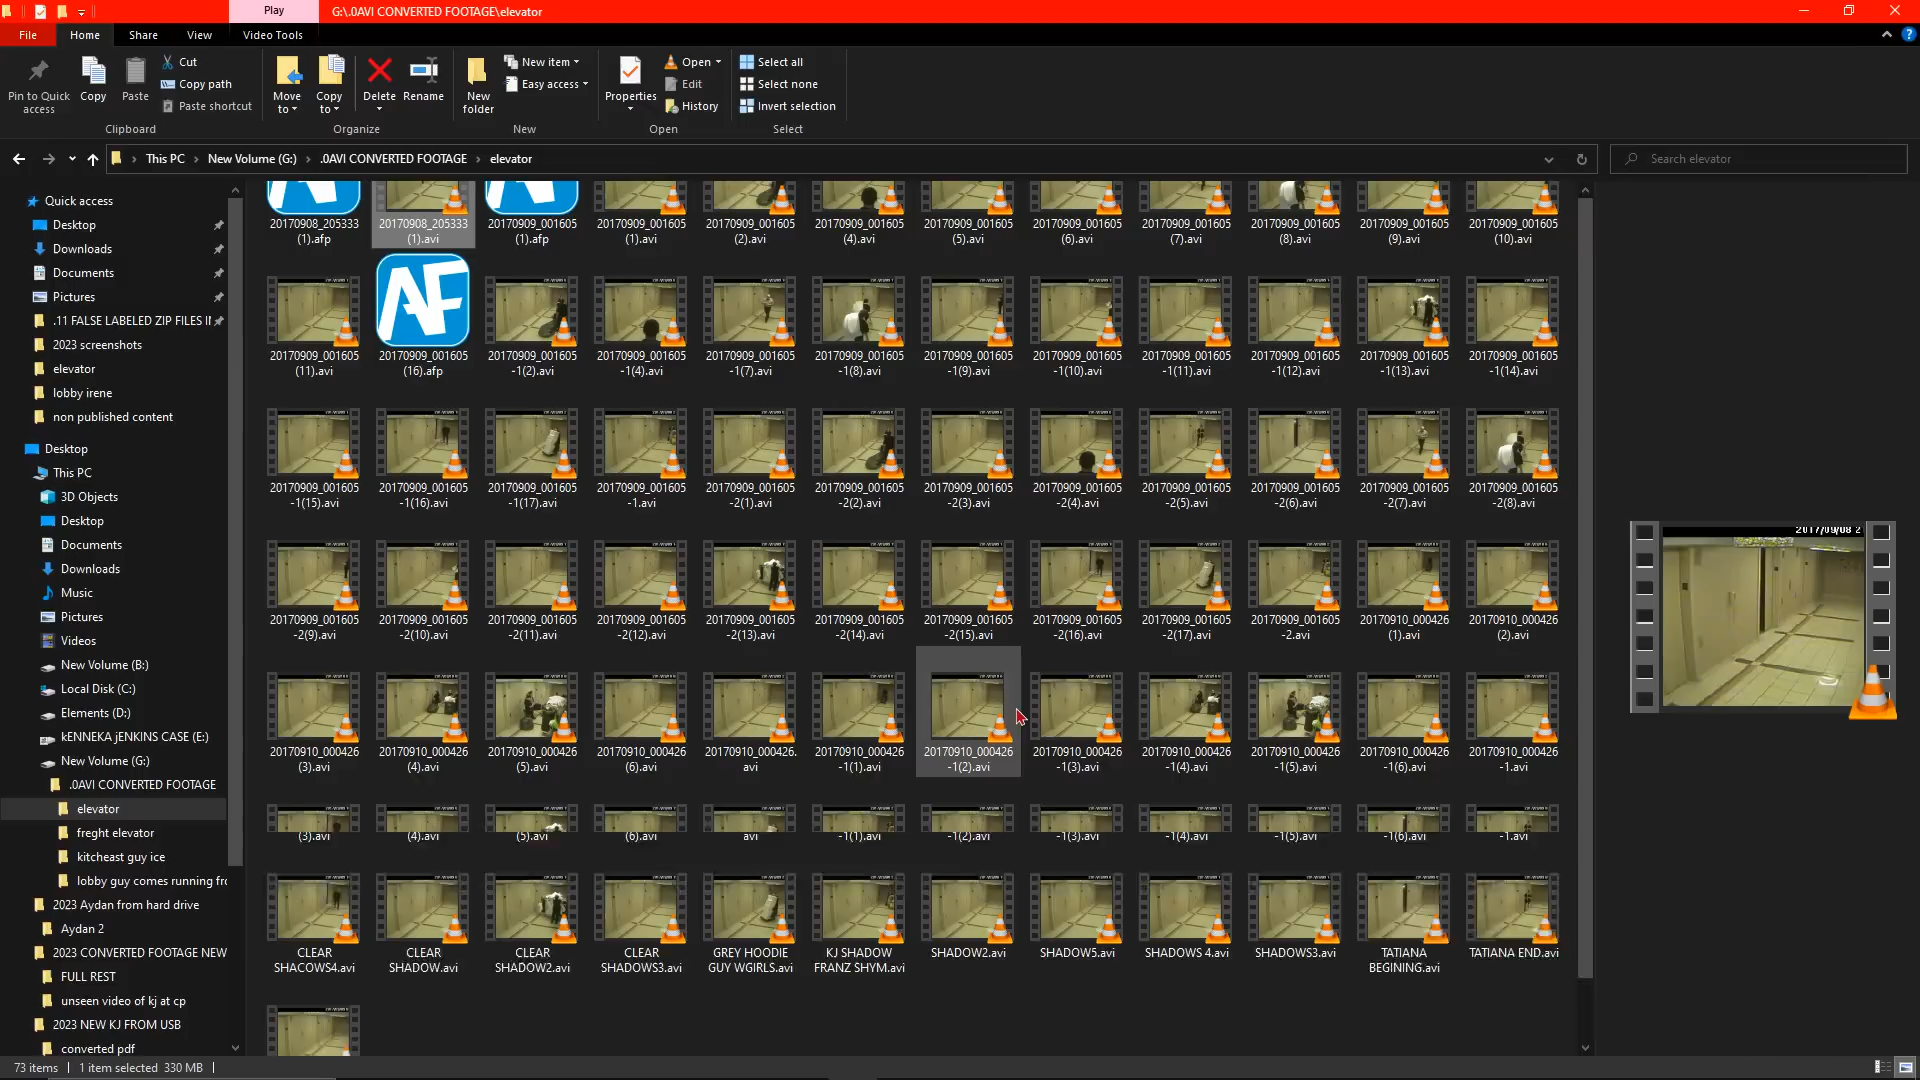 Play
G:\.0AVI CONVERTED FOOTAGE\elevator
File
Home
Share
View
Video Tools
Pin to Quick
access
Copy
Paste
Cut
Copy path
Paste shortcut
Clipboard
Move
to
Copy
to
Delete
Rename
Organize
New
folder
New item
Easy access
New
Properties
Open
Edit
History
Open
Select all
Select none
Invert selection
Select
This PC
New Volume (G:)
.0AVI CONVERTED FOOTAGE
elevator
Search elevator
Quick access
Desktop
Downloads
Documents
Pictures
.11 FALSE LABELED ZIP FILES
2023 screenshots
elevator
lobby irene
non published content
Desktop
This PC
3D Objects
Desktop
Documents
Downloads
Music
Pictures
Videos
New Volume (B:)
Local Disk (C:)
Elements (D:)
kENNEKA jENKINS CASE (E:)
New Volume (G:)
.0AVI CONVERTED FOOTAGE
elevator
freght elevator
kitcheast guy ice
lobby guy comes running
2023 Aydan from hard drive
Aydan 2
2023 CONVERTED FOOTAGE NEW
FULL REST
unseen video of kj at cp
2023 NEW KJ FROM USB
converted pdf
20170908_205333
(1).afp
20170908_205333
(1).avi
20170909_001605
(1).afp
20170909_001605
(1).avi
20170909_001605
(2).avi
20170909_001605
(4).avi
20170909_001605
(5).avi
20170909_001605
(6).avi
20170909_001605
(7).avi
20170909_001605
(8).avi
20170909_001605
(9).avi
20170909_001605
(10).avi
20170909_001605
(11).avi
AF
20170909_001605
(16).afp
20170909_001605
-1(2).avi
20170909_001605
-1(4).avi
20170909_001605
-1(7).avi
20170909_001605
-1(8).avi
20170909_001605
-1(9).avi
20170909_001605
-1(10).avi
20170909_001605
-1(11).avi
20170909_001605
-1(12).avi
20170909_001605
-1(13).avi
20170909_001605
-1(14).avi
20170909_001605
-1(15).avi
20170909_001605
-1(16).avi
20170909_001605
-1(17).avi
20170909_001605
-1.avi
20170909_001605
-2(1).avi
20170909_001605
-2(2).avi
20170909_001605
-2(3).avi
20170909_001605
-2(4).avi
20170909_001605
-2(5).avi
20170909_001605
-2(6).avi
20170909_001605
-2(7).avi
20170909_001605
-2(8).avi
20170909_001605
-2(9).avi
20170909_001605
-2(10).avi
20170909_001605
-2(11).avi
20170909_001605
-2(12).avi
20170909_001605
-2(13).avi
20170909_001605
-2(14).avi
20170909_001605
-2(15).avi
20170909_001605
-2(16).avi
20170909_001605
-2(17).avi
20170909_001605
-2.avi
20170910_000426
(1).avi
20170910_000426
(2).avi
20170910_000426
(3).avi
20170910_000426
(4).avi
20170910_000426
(5).avi
20170910_000426
(6).avi
20170910_000426.
avi
20170910_000426
-1(1).avi
20170910_000426
-1(2).avi
20170910_000426
-1(3).avi
20170910_000426
-1(4).avi
20170910_000426
-1(5).avi
20170910_000426
-1(6).avi
20170910_000426
-1.avi
(3).avi
(4).avi
(5).avi
(6).avi
avi
-1(1).avi
-1(2).avi
-1(3).avi
-1(4).avi
-1(5).avi
-1(6).avi
-1.avi
CLEAR
SHACOWS4.avi
CLEAR
SHADOW.avi
CLEAR
SHADOW2.avi
CLEAR
SHADOWS3.avi
GREY HOODIE
GUY WGIRLS.avi
KJ SHADOW
FRANZ SHYM.avi
SHADOW2.avi
SHADOW5.avi
SHADOWS 4.avi
SHADOWS3.avi
TATIANA
BEGINING.avi
TATIANA END.avi
2017/09/08 2
73 items
1 item selected 330 MB